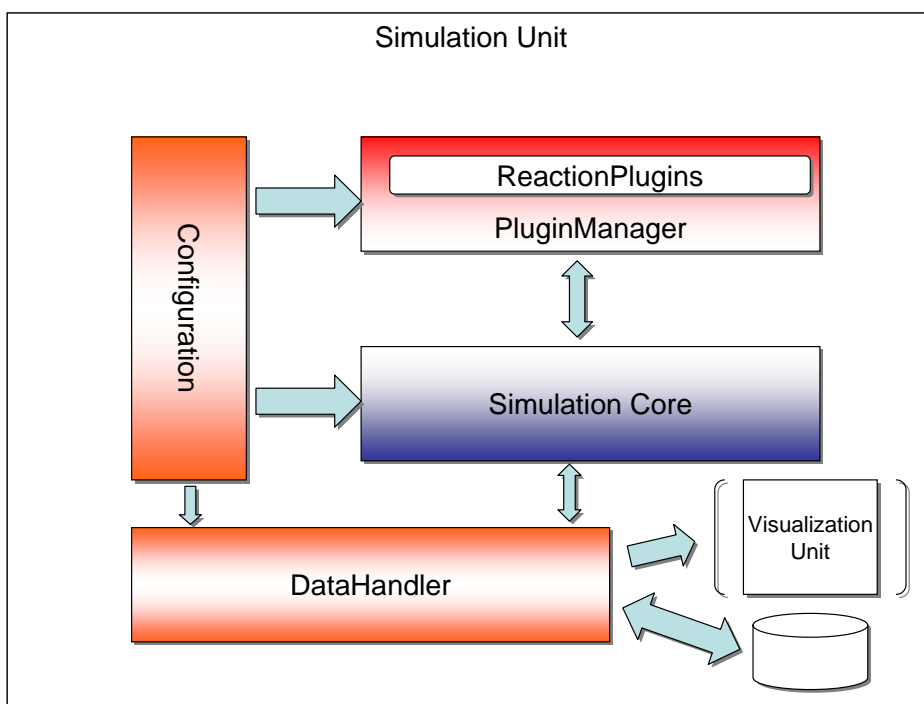 Simulation Unit
ReactionPlugins
PluginManager
Configuration
Simulation Core
Visualization
Unit
DataHandler